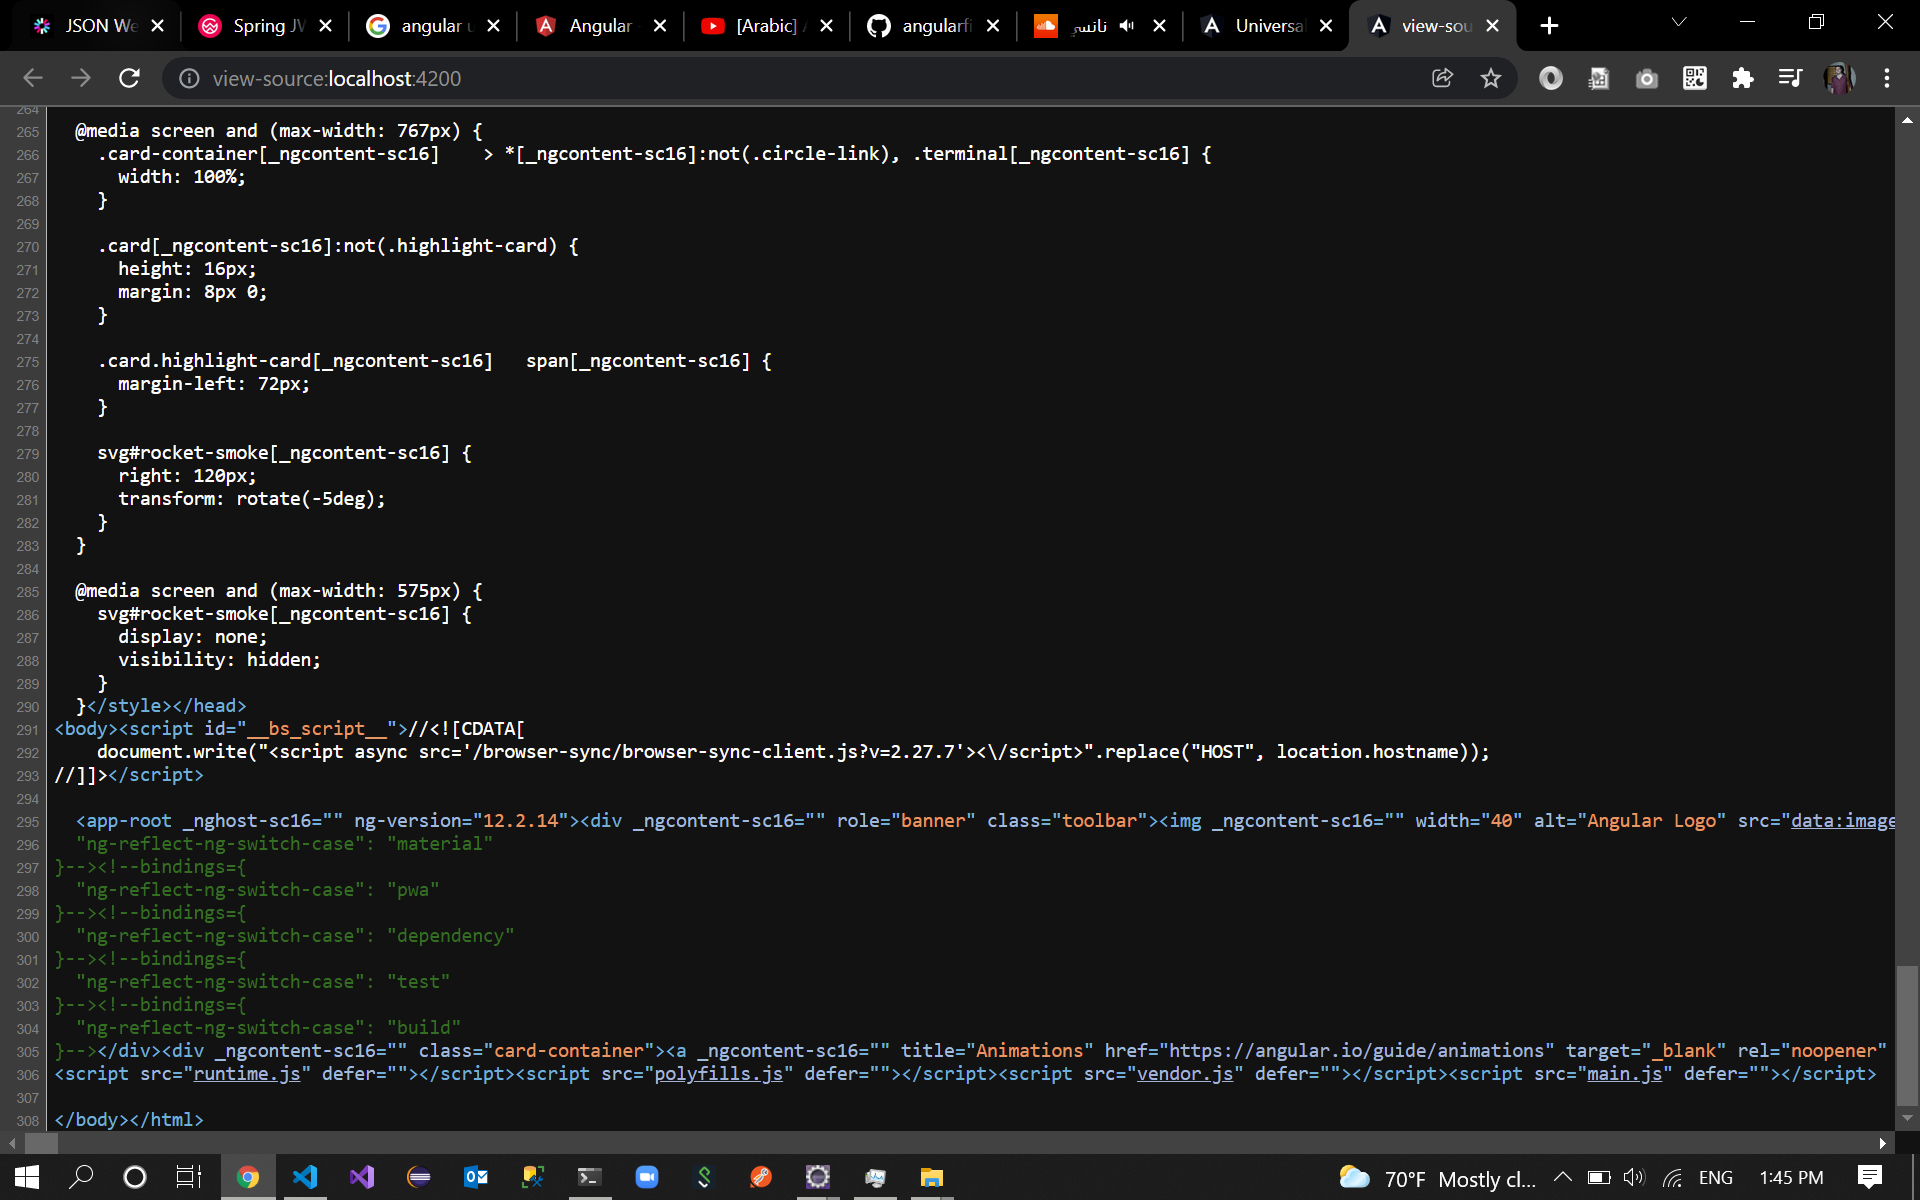 JSON We
Spring JV
angular u
Angular
[Arabic]
angularfi
نانسي
Universa
view-sou
view-source:localhost:4200
264
265 @media screen and (max-width: 767px) {
266 .card-container[_ngcontent-sc16] > *[_ngcontent-sc16]:not(.circle-link), .terminal[_ngcontent-sc16] {
267 width: 100%;
268 }
269
270 .card[_ngcontent-sc16]:not(.highlight-card) {
271 height: 16px;
272 margin: 8px 0;
273 }
274
275 .card.highlight-card[_ngcontent-sc16] span[_ngcontent-sc16] {
276 margin-left: 72px;
277 }
278
279 svg#rocket-smoke[_ngcontent-sc16] {
280 right: 120px;
281 transform: rotate(-5deg);
282 }
283 }
284
285 @media screen and (max-width: 575px) {
286 svg#rocket-smoke[_ngcontent-sc16] {
287 display: none;
288 visibility: hidden;
289 }
290 }</style></head>
291 <body><script id="__bs_script__">//<![CDATA[
292 document.write("<script async src='/browser-sync/browser-sync-client.js?v=2.27.7'><\/script>".replace("HOST", location.hostname));
293 //]]></script>
294
295 <app-root _nghost-sc16="" ng-version="12.2.14"><div _ngcontent-sc16="" role="banner" class="toolbar"><img _ngcontent-sc16="" width="40" alt="Angular Logo" src="data:image
296 "ng-reflect-ng-switch-case": "material"
297 }--><!--bindings={
298 "ng-reflect-ng-switch-case": "pwa"
299 }--><!--bindings={
300 "ng-reflect-ng-switch-case": "dependency"
301 }--><!--bindings={
302 "ng-reflect-ng-switch-case": "test"
303 }--><!--bindings={
304 "ng-reflect-ng-switch-case": "build"
305 }--></div><div _ngcontent-sc16="" class="card-container"><a _ngcontent-sc16="" title="Animations" href="https://angular.io/guide/animations" target="_blank" rel="noopener"
306 <script src="runtime.js" defer=""></script><script src="polyfills.js" defer=""></script><script src="vendor.js" defer=""></script><script src="main.js" defer=""></script>
307
308 </body></html>
70°F Mostly cl...
ENG
1:45 PM